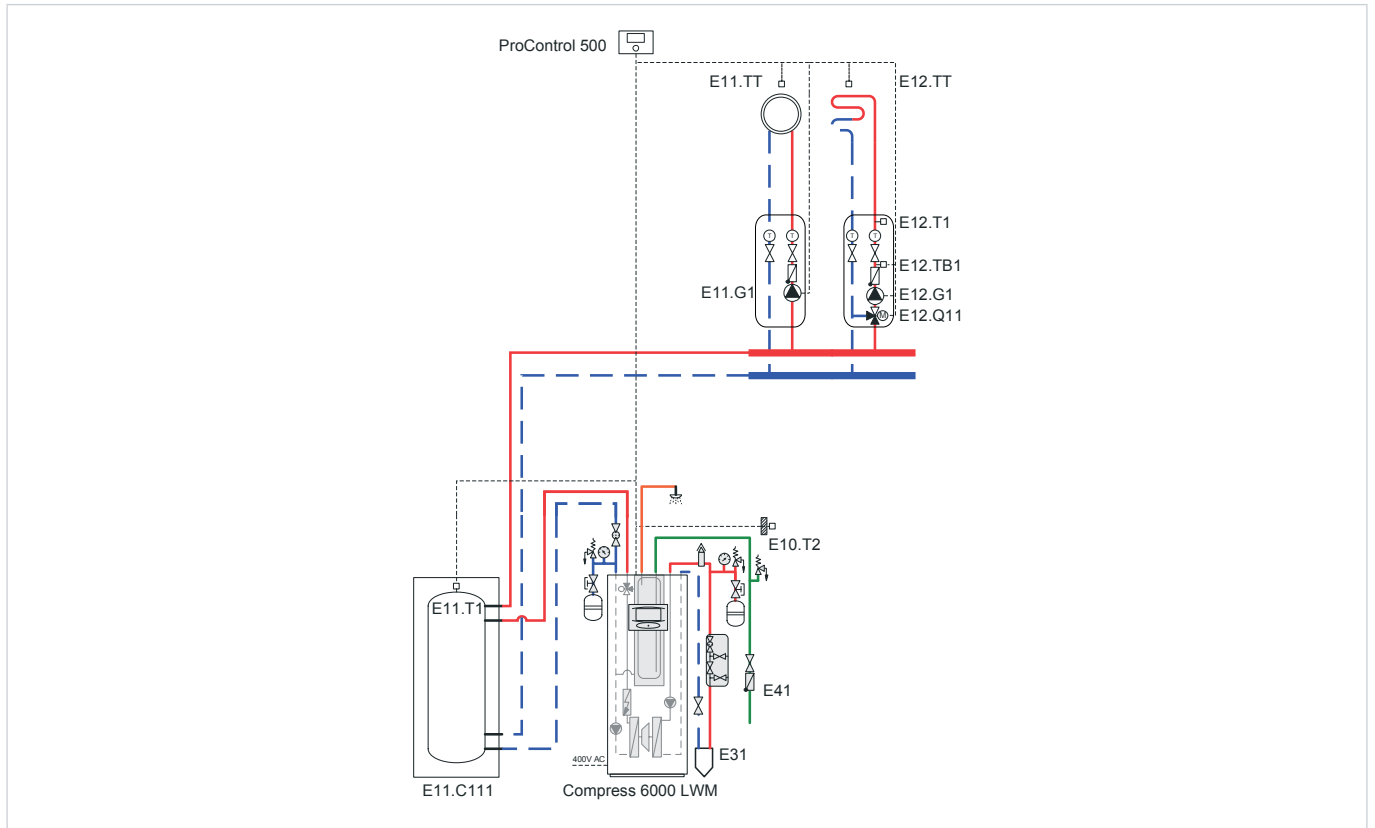 ProControl 500
E11.TT
E12.TT
T
T
T
T
E12.T1
E12.TB1
E11.G1
E12.G1
M
E12.Q11
E10.T2
E11.T1
E41
E31
400V AC
E11.C111
Compress 6000 LWM